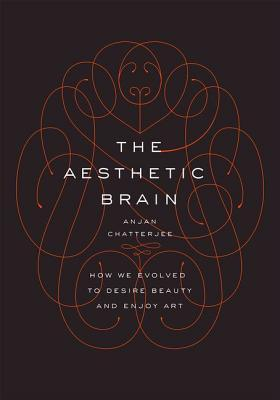 THE
AESTHETIC
BRAIN
ANJAN
CHATTERJEE
HOW WE EVOLVED
TO DESIRE BEAUTY
AND ENJOY ART